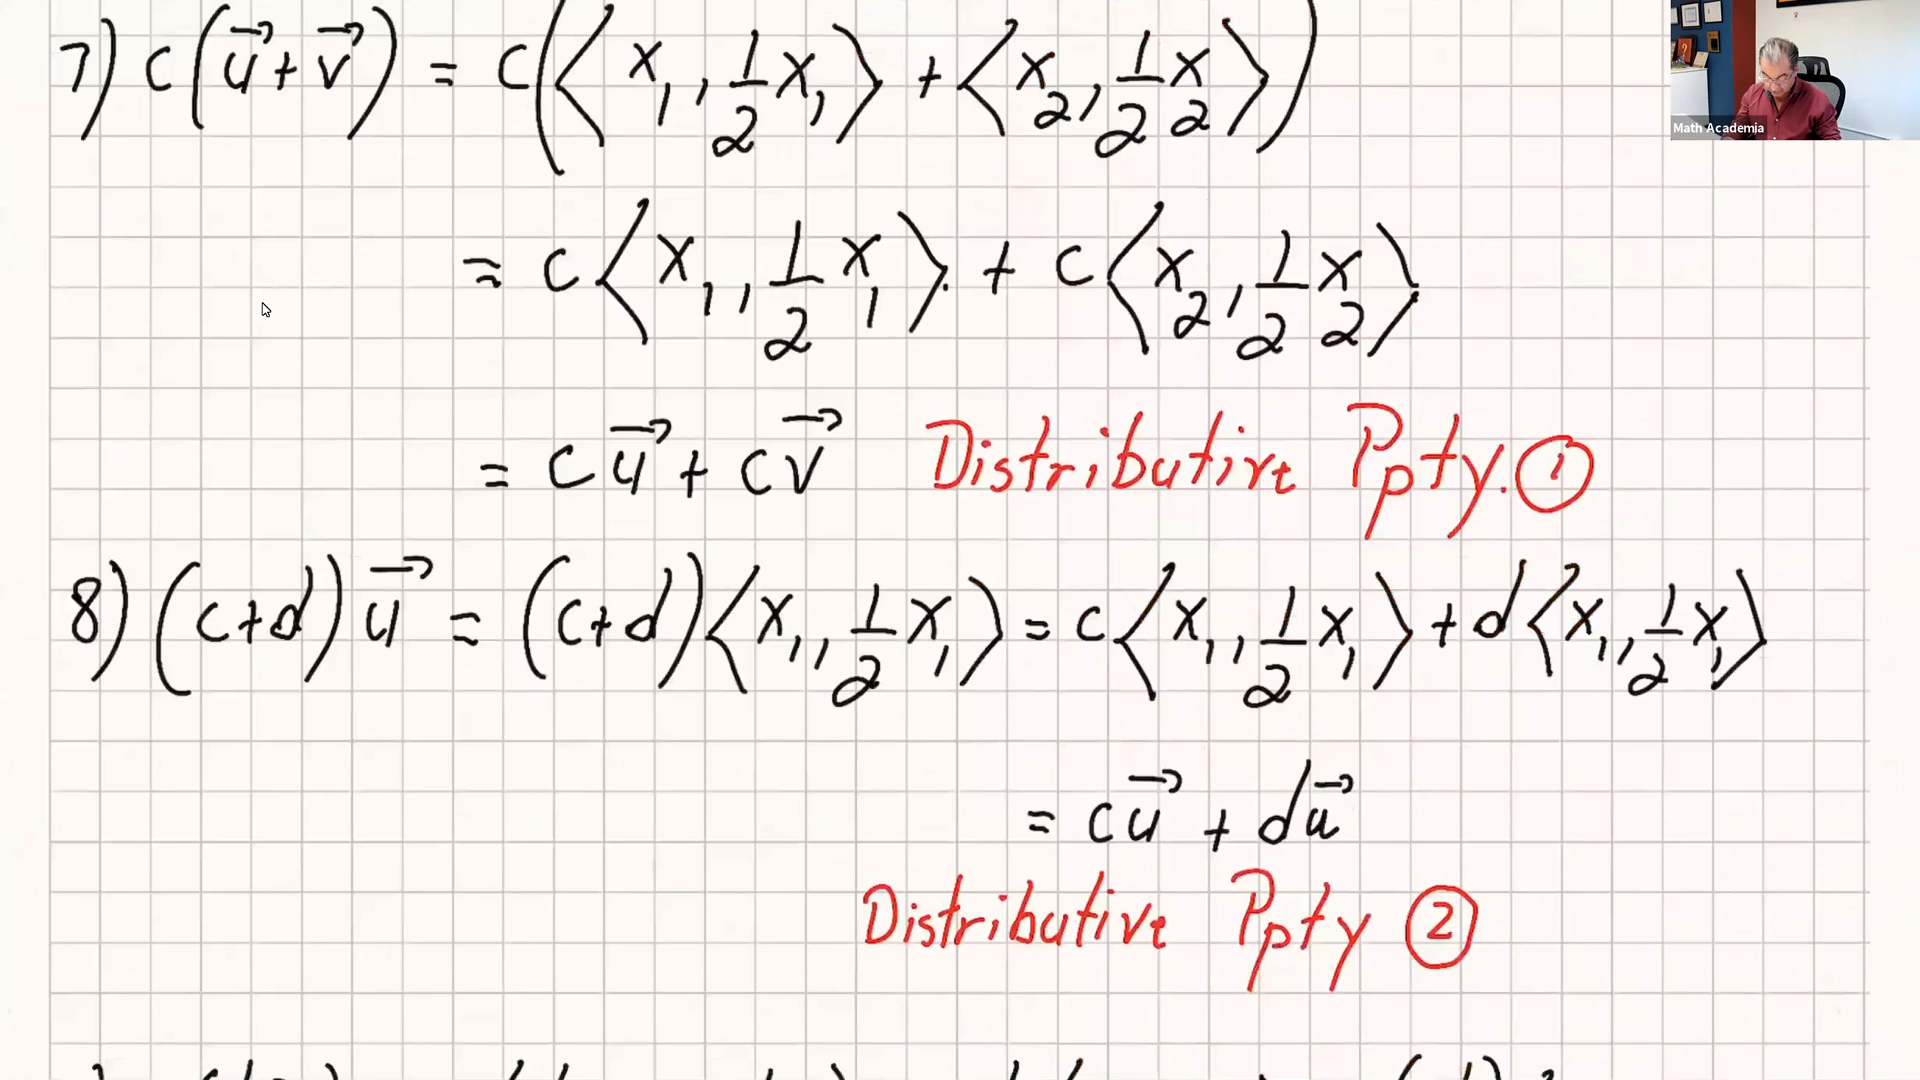 7) c(u⃗ + v⃗) = c(⟨x₁, 1/2 x₁⟩ + ⟨x₂, 1/2 x₂⟩)
Math Academia
= c⟨x₁, 1/2 x₁⟩ + c⟨x₂, 1/2 x₂⟩
= cu⃗ + cv⃗ Distributive Ppty. ①
8) (c+d)u⃗ = (c+d)⟨x₁, 1/2 x₁⟩ = c⟨x₁, 1/2 x₁⟩ + d⟨x₁, 1/2 x₁⟩
= cu⃗ + du⃗
Distributive Ppty ②